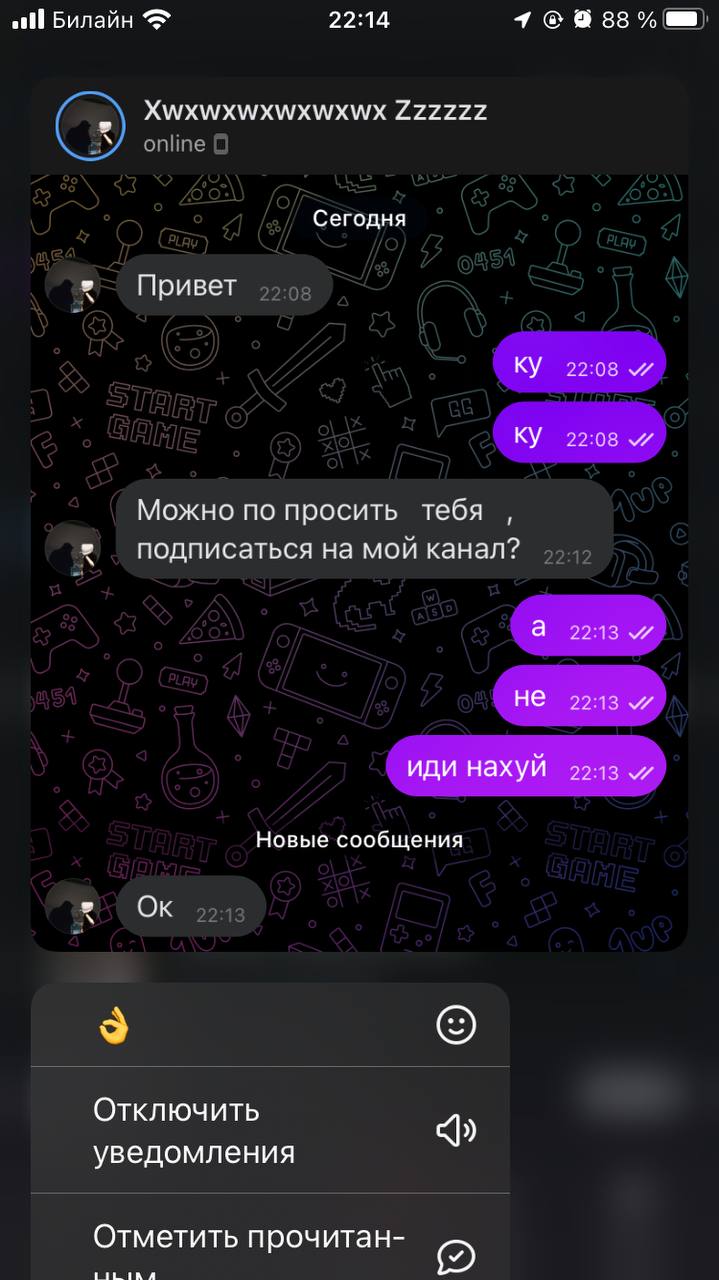 Билайн 22:14 88 %
Xwxwxwxwxwxwx Zzzzzz
online
Сегодня
Привет 22:08
ку 22:08
ку 22:08
Можно по просить тебя ,
подписаться на мой канал? 22:12
а 22:13
не 22:13
иди нахуй 22:13
Новые сообщения
Ок 22:13
👌
Отключить
уведомления
Отметить прочитан-
ным